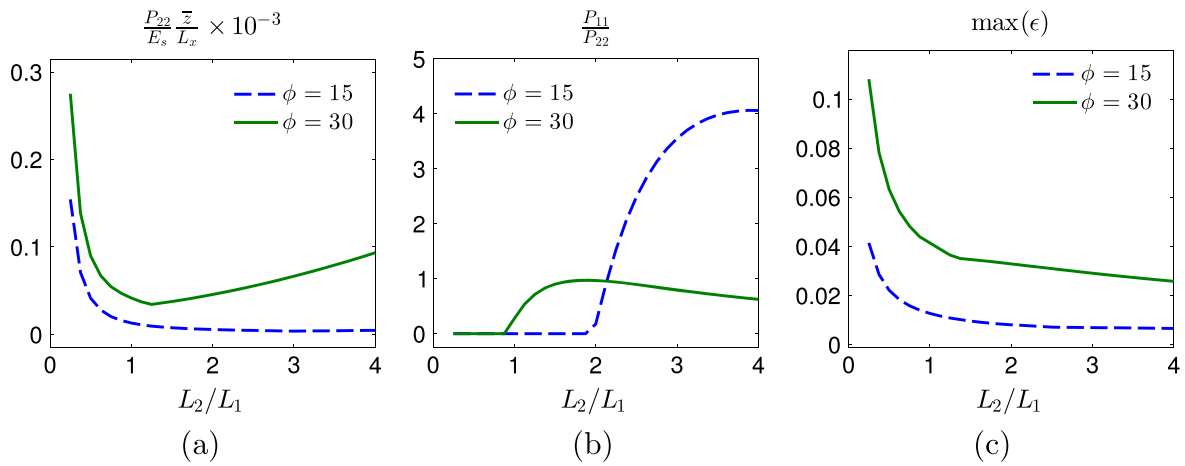 P₂₂/Eₛ z̄/Lₓ × 10⁻³
0.3
0.2
0.1
0
0 1 2 3 4
ϕ = 15
ϕ = 30
L₂/L₁
(a)
P₁₁/P₂₂
5
4
3
2
1
0
0 1 2 3 4
ϕ = 15
ϕ = 30
L₂/L₁
(b)
max(ϵ)
0.1
0.08
0.06
0.04
0.02
0
0 1 2 3 4
ϕ = 15
ϕ = 30
L₂/L₁
(c)